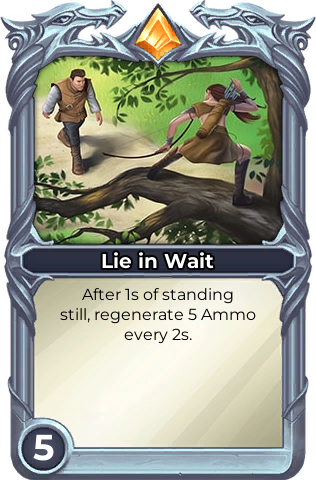 Lie in Wait
After 1s of standing
still, regenerate 5 Ammo
every 2s.
5